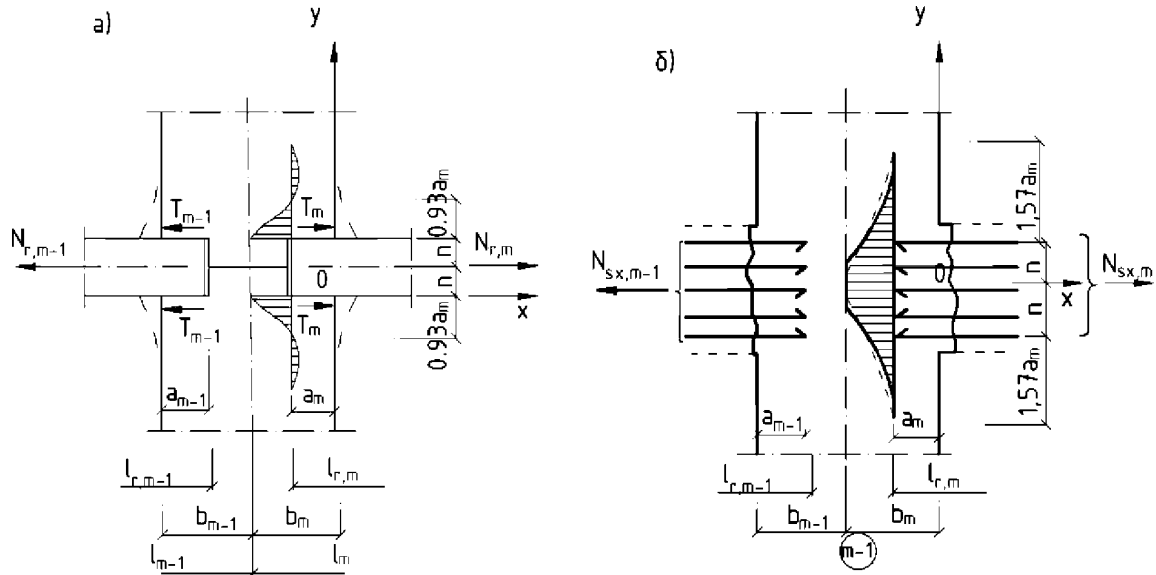 а)
y
T_{m-1}
T_m
0.93a_m
N_{r,m-1}
N_{r,m}
n
0
n
x
T_{m-1}
T_m
0.93a_m
a_{m-1}
a_m
l_{r,m-1}
l_{r,m}
b_{m-1}
b_m
l_{m-1}
l_m
б)
y
1,57a_m
N_{sx,m-1}
0
n
N_{sx,m}
x
n
1,57a_m
a_{m-1}
a_m
l_{r,m-1}
l_{r,m}
b_{m-1}
b_m
m-1